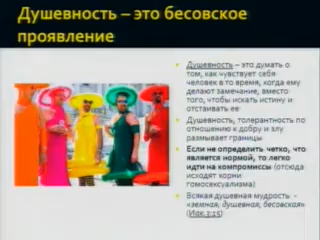 Душевность – это бесовское
проявление
Душевность – это думать о
том, как чувствует себя
человек в то время, когда ему
делают замечание, вместо
того, чтобы искать истину и
отстаивать ее
Душевность, толерантность по
отношению к добру и злу
размывает границы
Если не определить четко, что
является нормой, то легко
идти на компромиссы (отсюда
исходят корни
гомосексуализма)
Всякая душевная мудрость -
«земная, душевная, бесовская»
(Иак.3:15)